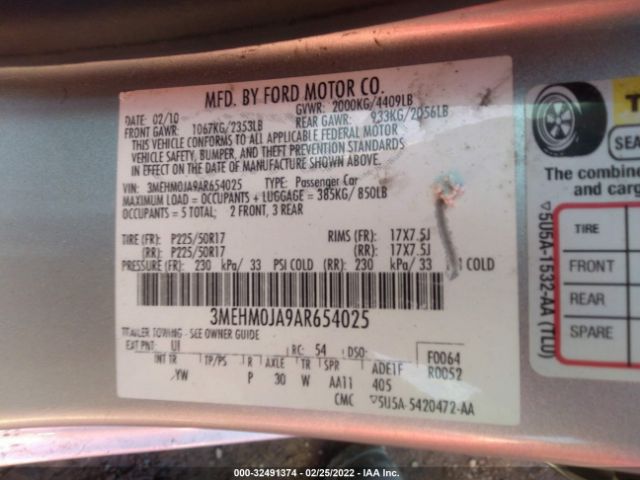 MFD. BY FORD MOTOR CO.
DATE: 02/10 GVWR: 2000KG/4409LB
FRONT GAWR: 1067KG/2353LB REAR GAWR: 933KG/2056LB
THIS VEHICLE CONFORMS TO ALL APPLICABLE FEDERAL MOTOR
VEHICLE SAFETY, BUMPER, AND THEFT PREVENTION STANDARDS
IN EFFECT ON THE DATE OF MANUFACTURE SHOWN ABOVE.
VIN: 3MEHM0JA9AR654025 TYPE: Passenger Car
MAXIMUM LOAD = OCCUPANTS + LUGGAGE = 385KG/ 850LB
OCCUPANTS = 5 TOTAL; 2 FRONT, 3 REAR
TIRE (FR): P225/50R17 RIMS (FR): 17X7.5J
(RR): P225/50R17 (RR): 17X7.5J
PRESSURE (FR): 230 kPa/ 33 PSI COLD (RR): 230 kPa/ 33 PSI COLD
3MEHM0JA9AR654025
TRAILER TOWING - SEE OWNER GUIDE
EXT PNT: UI RC: 54 DSO: F0064
INT TR TP/PS R AXLE TR SPR ADE1F R0052
YW P 30 W AA11 405
CMC ▽5U5A-5420472-AA
▽5U5A-1532-AA (TLU)
T
SEA
The combine
and carg
TIRE
FRONT
REAR
SPARE
000-32491374 - 02/25/2022 - IAA Inc.